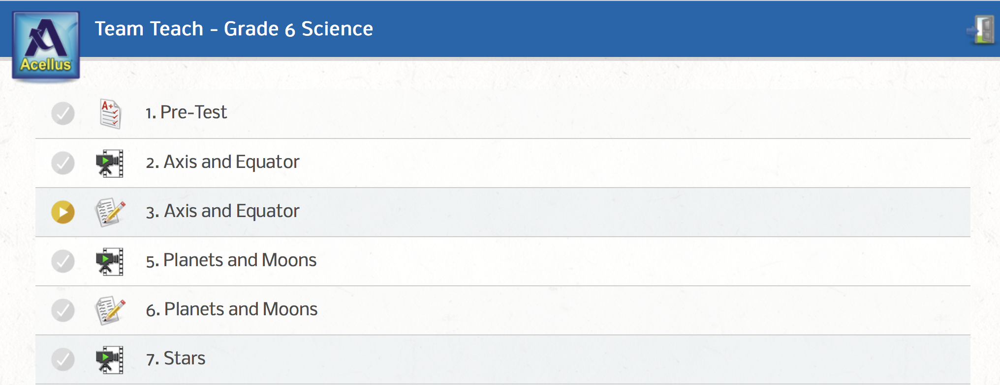 Team Teach - Grade 6 Science
Acellus
A+
1. Pre-Test
2. Axis and Equator
3. Axis and Equator
5. Planets and Moons
6. Planets and Moons
7. Stars